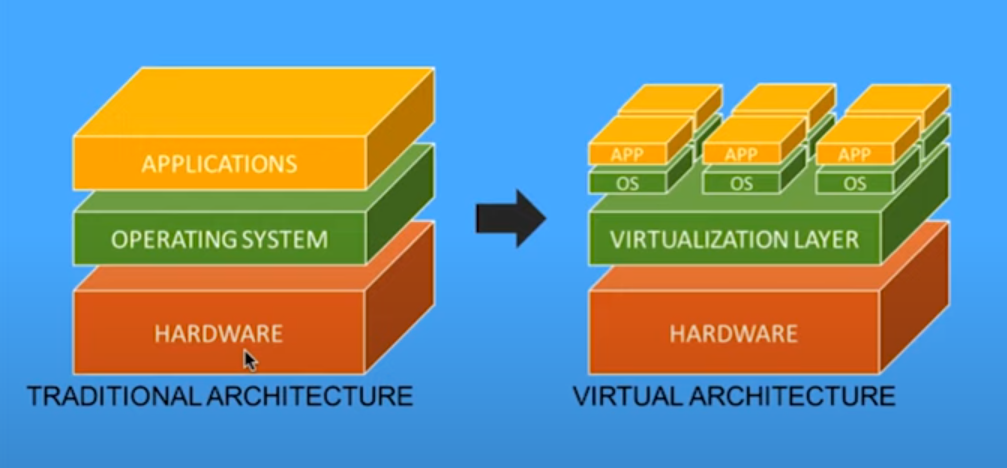 APPLICATIONS
OPERATING SYSTEM
HARDWARE
TRADITIONAL ARCHITECTURE
APP APP APP
OS OS OS
VIRTUALIZATION LAYER
HARDWARE
VIRTUAL ARCHITECTURE